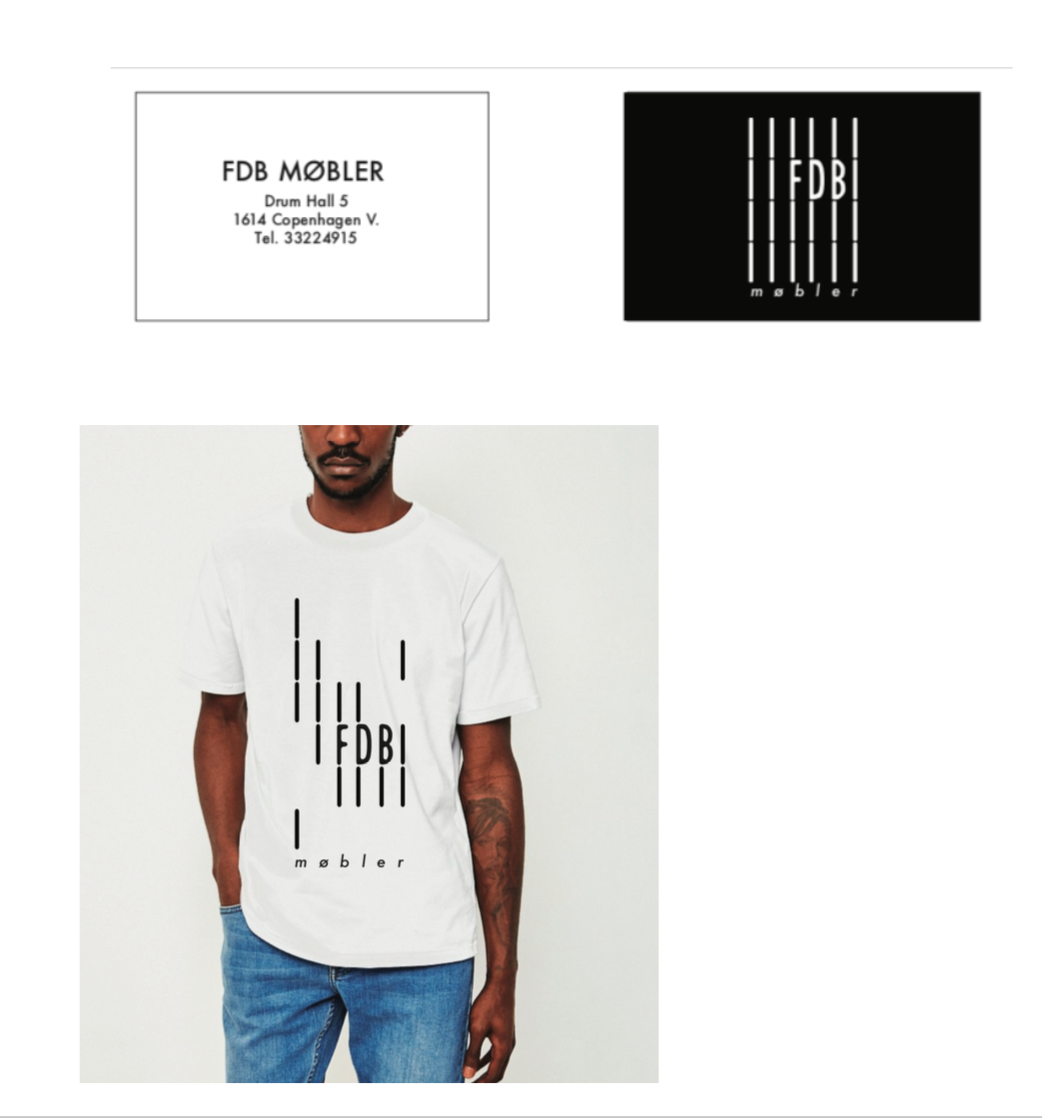 FDB MØBLER
Drum Hall 5
1614 Copenhagen V.
Tel. 33224915
FDB
møbler
FDB
møbler